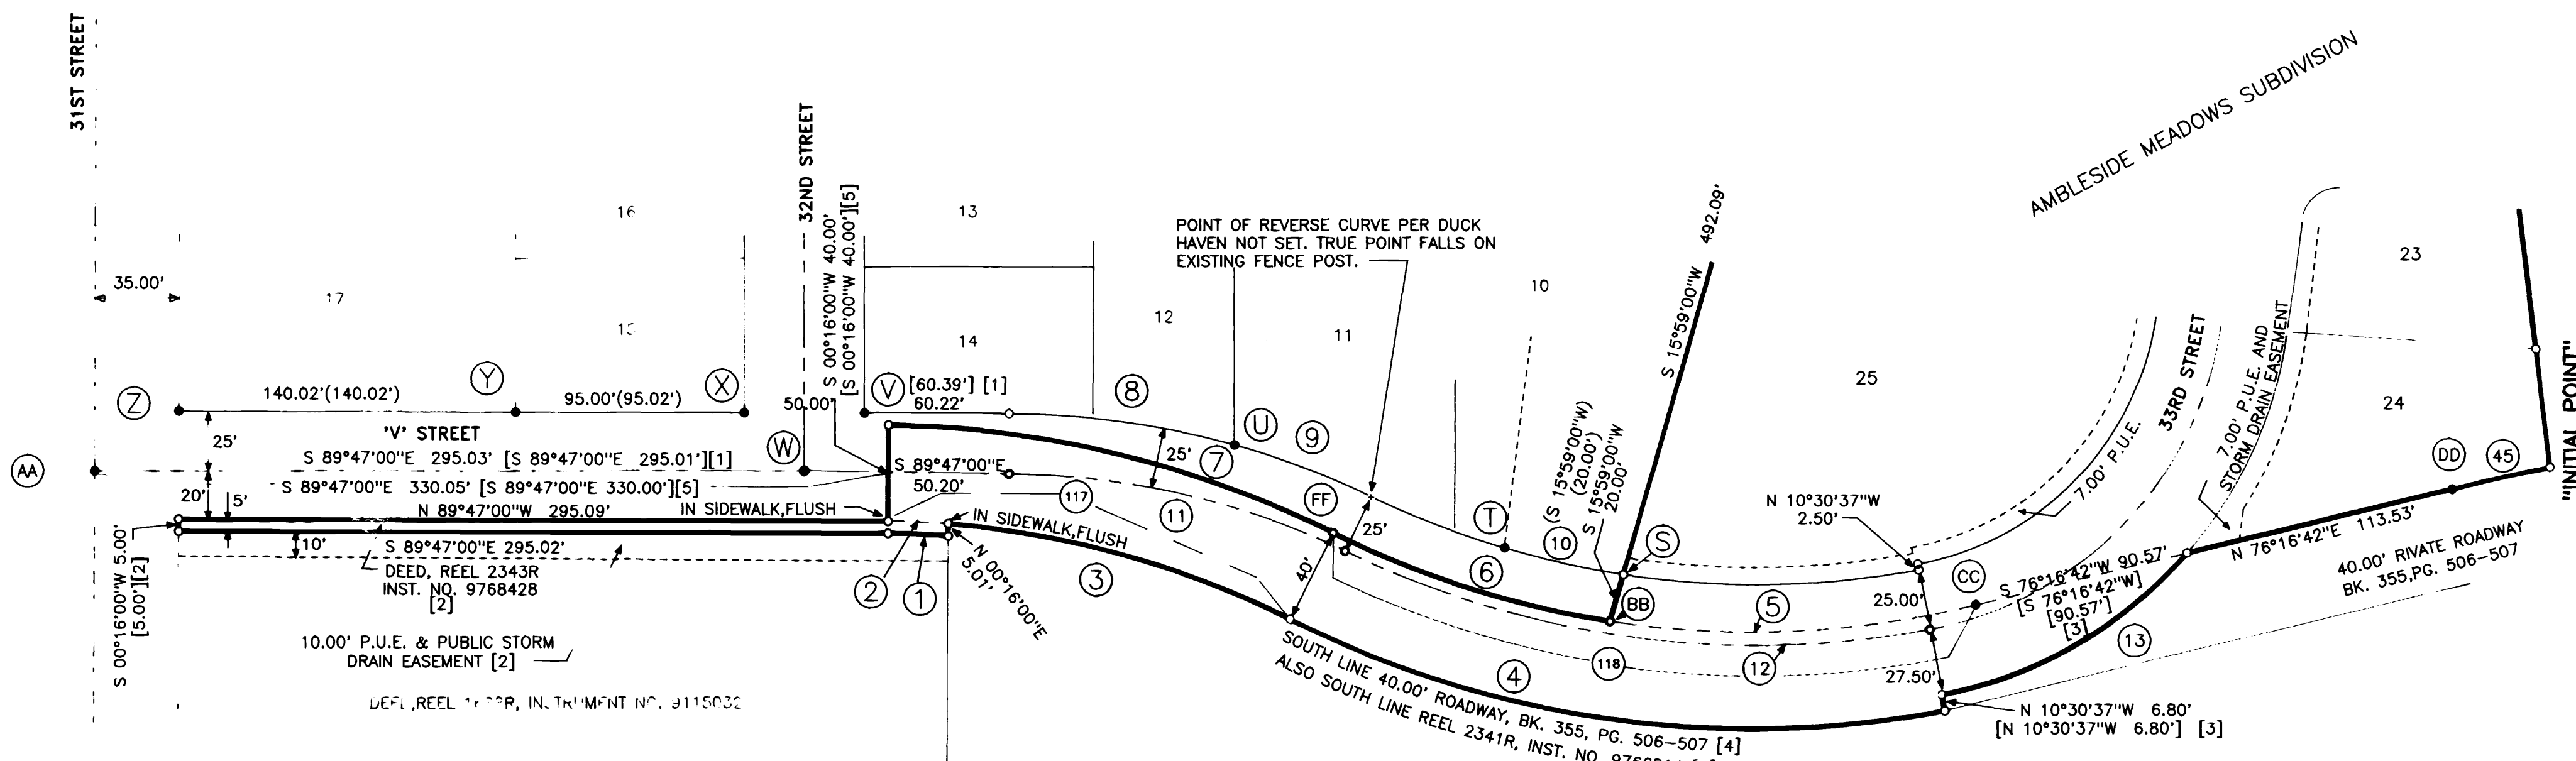 31ST STREET
35.00'
17
16
13
32ND STREET
S 00°16'00"W 40.00'
[S 00°16'00"W 40.00'][5]
14
12
11
10
POINT OF REVERSE CURVE PER DUCK
HAVEN NOT SET. TRUE POINT FALLS ON
EXISTING FENCE POST.
S 15°59'00"W 492.09'
25
AMBLESIDE MEADOWS SUBDIVISION
23
24
33RD STREET
7.00' P.U.E.
7.00' P.U.E. AND
STORM DRAIN EASEMENT
"INITIAL POINT"
AA
Z
140.02'(140.02')
Y
95.00'(95.02')
X
50.00'
V
[60.39'] [1]
60.22'
8
U
9
7
25'
'V' STREET
25'
S 89°47'00"E 295.03' [S 89°47'00"E 295.01'][1]
W
S 89°47'00"E
50.20'
S 89°47'00"E 330.05' [S 89°47'00"E 330.00'][5]
20'
5'
N 89°47'00"W 295.09'
IN SIDEWALK,FLUSH
117
11
FF
25'
T
10
(S 15°59'00"W)
(20.00')
S 15°59'00"W
20.00'
S
BB
N 10°30'37"W
2.50'
DD
45
N 76°16'42"E 113.53'
40.00' RIVATE ROADWAY
BK. 355,PG. 506-507
S 00°16'00"W 5.00'
[5.00'][2]
10'
S 89°47'00"E 295.02'
DEED, REEL 2343R
INST. NO. 9768428
[2]
10.00' P.U.E. & PUBLIC STORM
DRAIN EASEMENT [2]
INSTRUMENT NO. 9115032
2
1
IN SIDEWALK,FLUSH
N 00°16'00"E
5.01'
3
40'
6
5
CC
S 76°16'42"W 90.57'
[S 76°16'42"W]
[90.57']
[3]
25.00'
12
118
4
27.50'
13
SOUTH LINE 40.00' ROADWAY, BK. 355, PG. 506-507 [4]
ALSO SOUTH LINE REEL 2341R, INST. NO.
N 10°30'37"W 6.80'
[N 10°30'37"W 6.80'] [3]